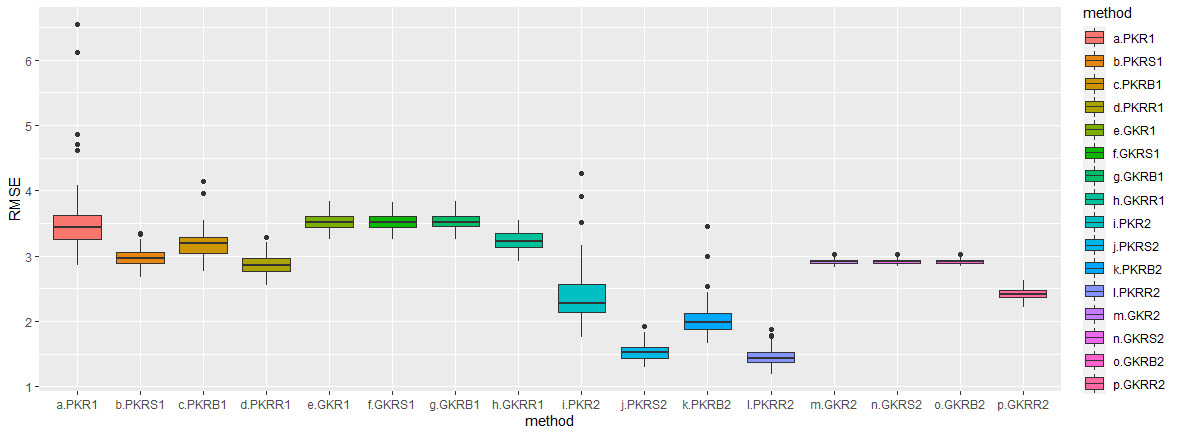 RMSE
6
5
4
3
2
1
a.PKR1 b.PKRS1 c.PKRB1 d.PKRR1 e.GKR1 f.GKRS1 g.GKRB1 h.GKRR1 i.PKR2 j.PKRS2 k.PKRB2 l.PKRR2 m.GKR2 n.GKRS2 o.GKRB2 p.GKRR2
method
method
a.PKR1
b.PKRS1
c.PKRB1
d.PKRR1
e.GKR1
f.GKRS1
g.GKRB1
h.GKRR1
i.PKR2
j.PKRS2
k.PKRB2
l.PKRR2
m.GKR2
n.GKRS2
o.GKRB2
p.GKRR2